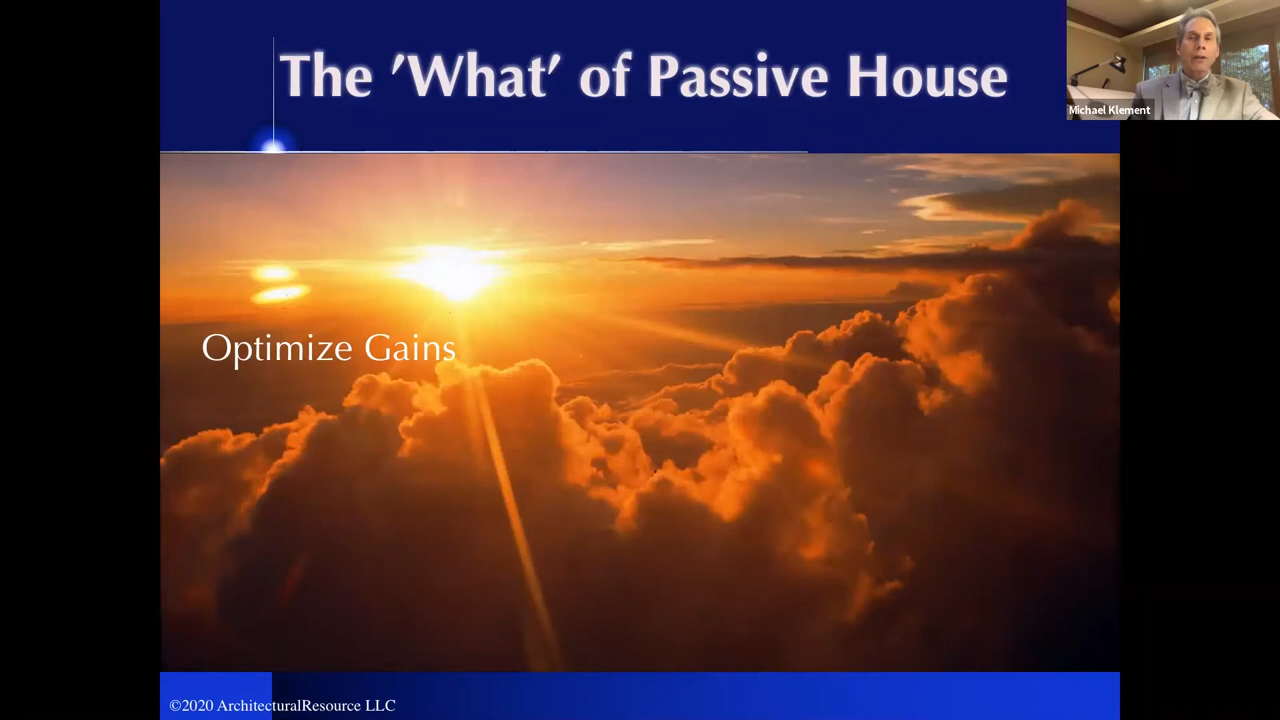 The 'What' of Passive House
Michael Klement
Optimize Gains
©2020 ArchitecturalResource LLC